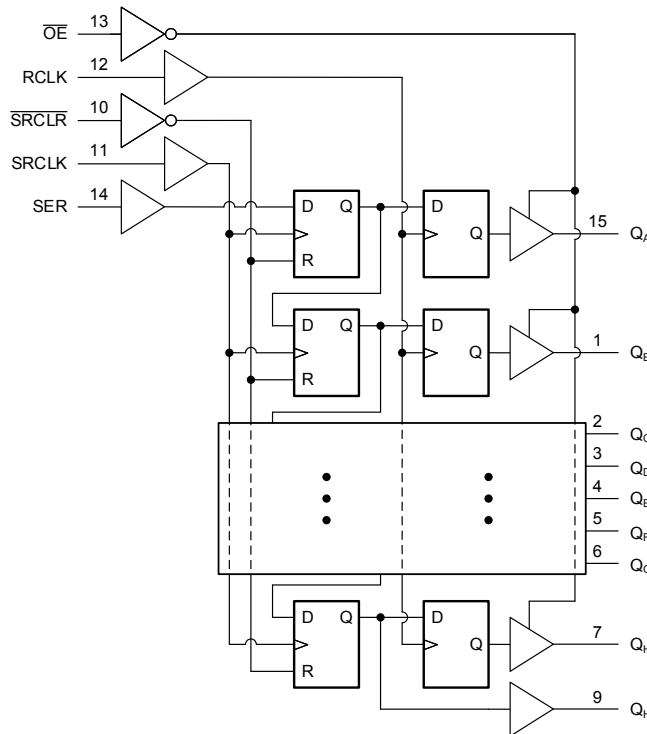 OE 13
RCLK 12
SRCLR 10
SRCLK 11
SER 14
D Q D
Q 15 Q
R
D Q D
Q 1 Q
R
2 Q
3 Q
4 Q
5 Q
6 Q
D Q D
Q 7 Q
R
9 Q